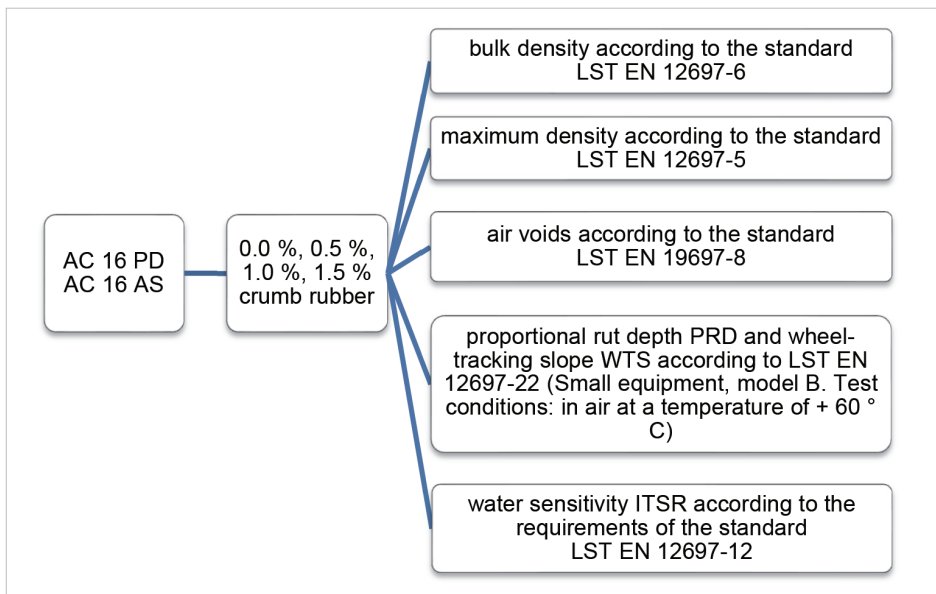 AC 16 PD
AC 16 AS
0.0 %, 0.5 %,
1.0 %, 1.5 %
crumb rubber
bulk density according to the standard
LST EN 12697-6
maximum density according to the standard
LST EN 12697-5
air voids according to the standard
LST EN 19697-8
proportional rut depth PRD and wheel-
tracking slope WTS according to LST EN
12697-22 (Small equipment, model B. Test
conditions: in air at a temperature of + 60 °
C)
water sensitivity ITSR according to the
requirements of the standard
LST EN 12697-12